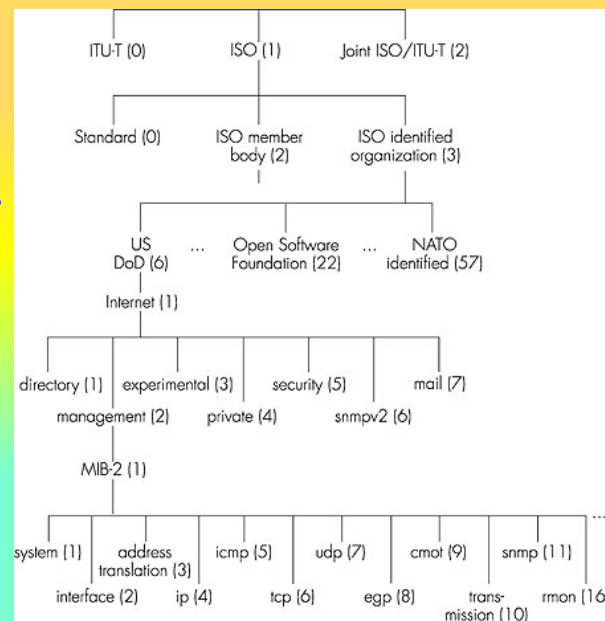 ITU-T (0) ISO (1) Joint ISO/ITU-T (2)
Standard (0) ISO member ISO identified
body (2) organization (3)
US ... Open Software ... NATO
DoD (6) Foundation (22) identified (57)
Internet (1)
directory (1) experimental (3) security (5) mail (7)
management (2) private (4) snmpv2 (6)
MIB-2 (1)
...
system (1) address icmp (5) udp (7) cmot (9) snmp (11)
translation (3)
interface (2) ip (4) tcp (6) egp (8) trans- rmon (16
mission (10)